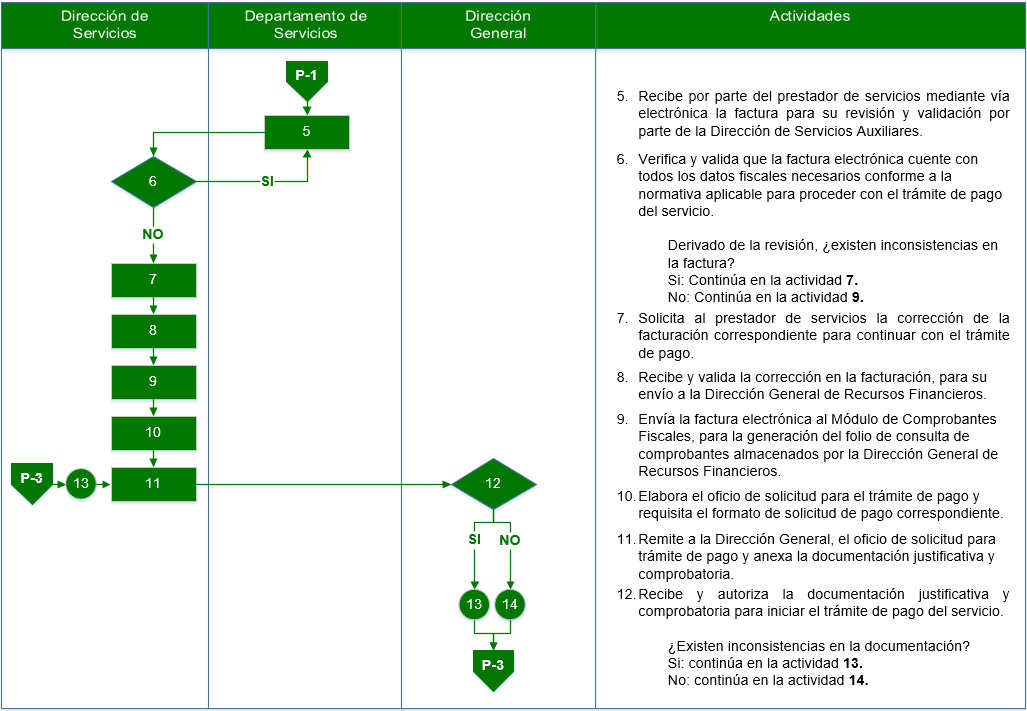 Dirección de
Servicios
Departamento de
Servicios
Dirección
General
Actividades
P-1
5
6
SI
NO
7
8
9
10
P-3
13
11
12
SI
NO
13
14
P-3
5. Recibe por parte del prestador de servicios mediante vía
electrónica la factura para su revisión y validación por
parte de la Dirección de Servicios Auxiliares.
6. Verifica y valida que la factura electrónica cuente con
todos los datos fiscales necesarios conforme a la
normativa aplicable para proceder con el trámite de pago
del servicio.
Derivado de la revisión, ¿existen inconsistencias en
la factura?
Si: Continúa en la actividad 7.
No: Continúa en la actividad 9.
7. Solicita al prestador de servicios la corrección de la
facturación correspondiente para continuar con el trámite
de pago.
8. Recibe y valida la corrección en la facturación, para su
envío a la Dirección General de Recursos Financieros.
9. Envía la factura electrónica al Módulo de Comprobantes
Fiscales, para la generación del folio de consulta de
comprobantes almacenados por la Dirección General de
Recursos Financieros.
10. Elabora el oficio de solicitud para el trámite de pago y
requisita el formato de solicitud de pago correspondiente.
11. Remite a la Dirección General, el oficio de solicitud para
trámite de pago y anexa la documentación justificativa y
comprobatoria.
12. Recibe y autoriza la documentación justificativa y
comprobatoria para iniciar el trámite de pago del servicio.
¿Existen inconsistencias en la documentación?
Si: continúa en la actividad 13.
No: continúa en la actividad 14.